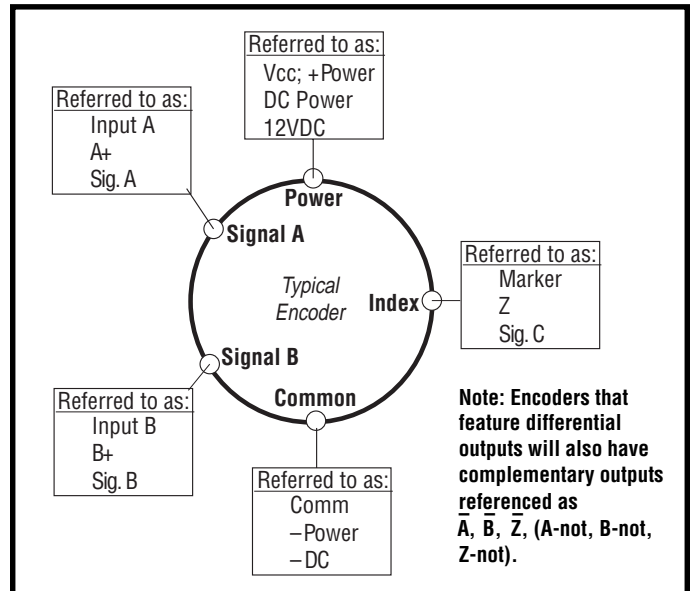 Referred to as:
Vcc; +Power
DC Power
12VDC
Referred to as:
Input A
A+
Sig. A
Power
Signal A
Referred to as:
Marker
Z
Sig. C
Typical
Encoder
Index
Signal B
Common
Referred to as:
Input B
B+
Sig. B
Referred to as:
Comm
–Power
–DC
Note: Encoders that
feature differential
outputs will also have
complementary outputs
referenced as
A̅, B̅, Z̅, (A-not, B-not,
Z-not).